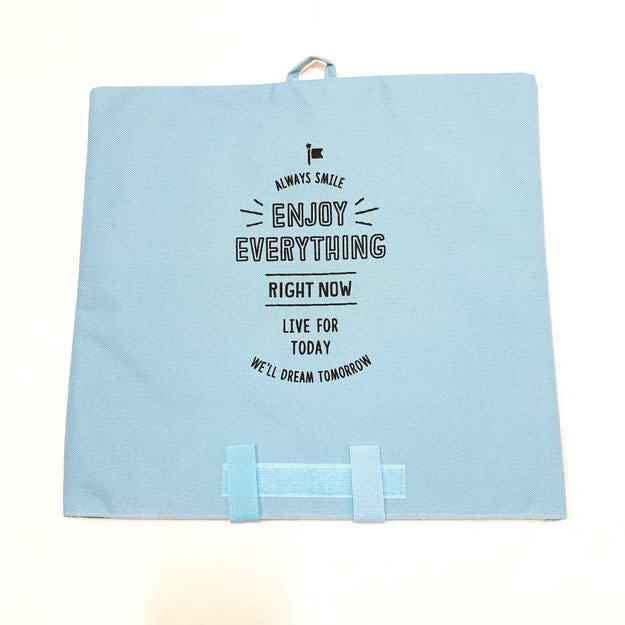 ALWAYS SMILE
ENJOY
EVERYTHING
RIGHT NOW
LIVE FOR
TODAY
WE'LL DREAM TOMORROW